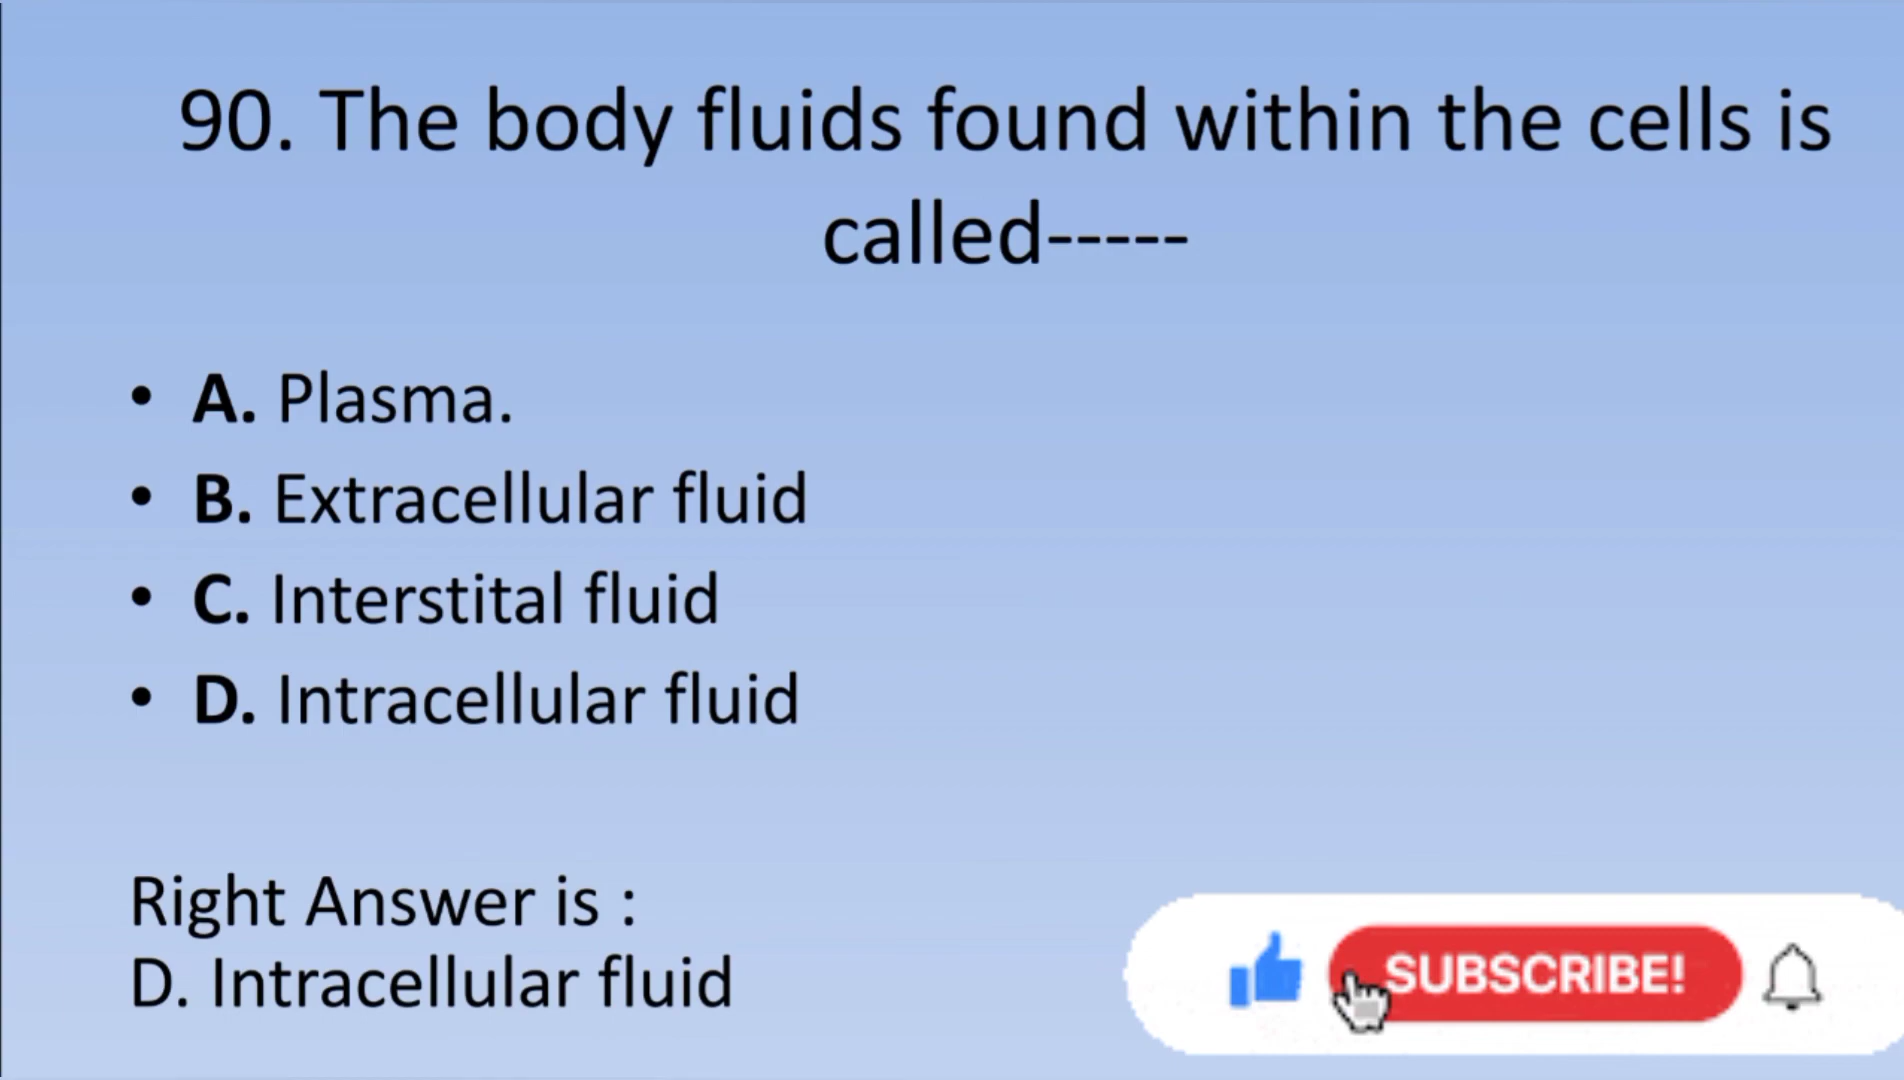 90. The body fluids found within the cells is
called-----
• A. Plasma.
• B. Extracellular fluid
• C. Interstital fluid
• D. Intracellular fluid
Right Answer is :
D. Intracellular fluid
SUBSCRIBE!